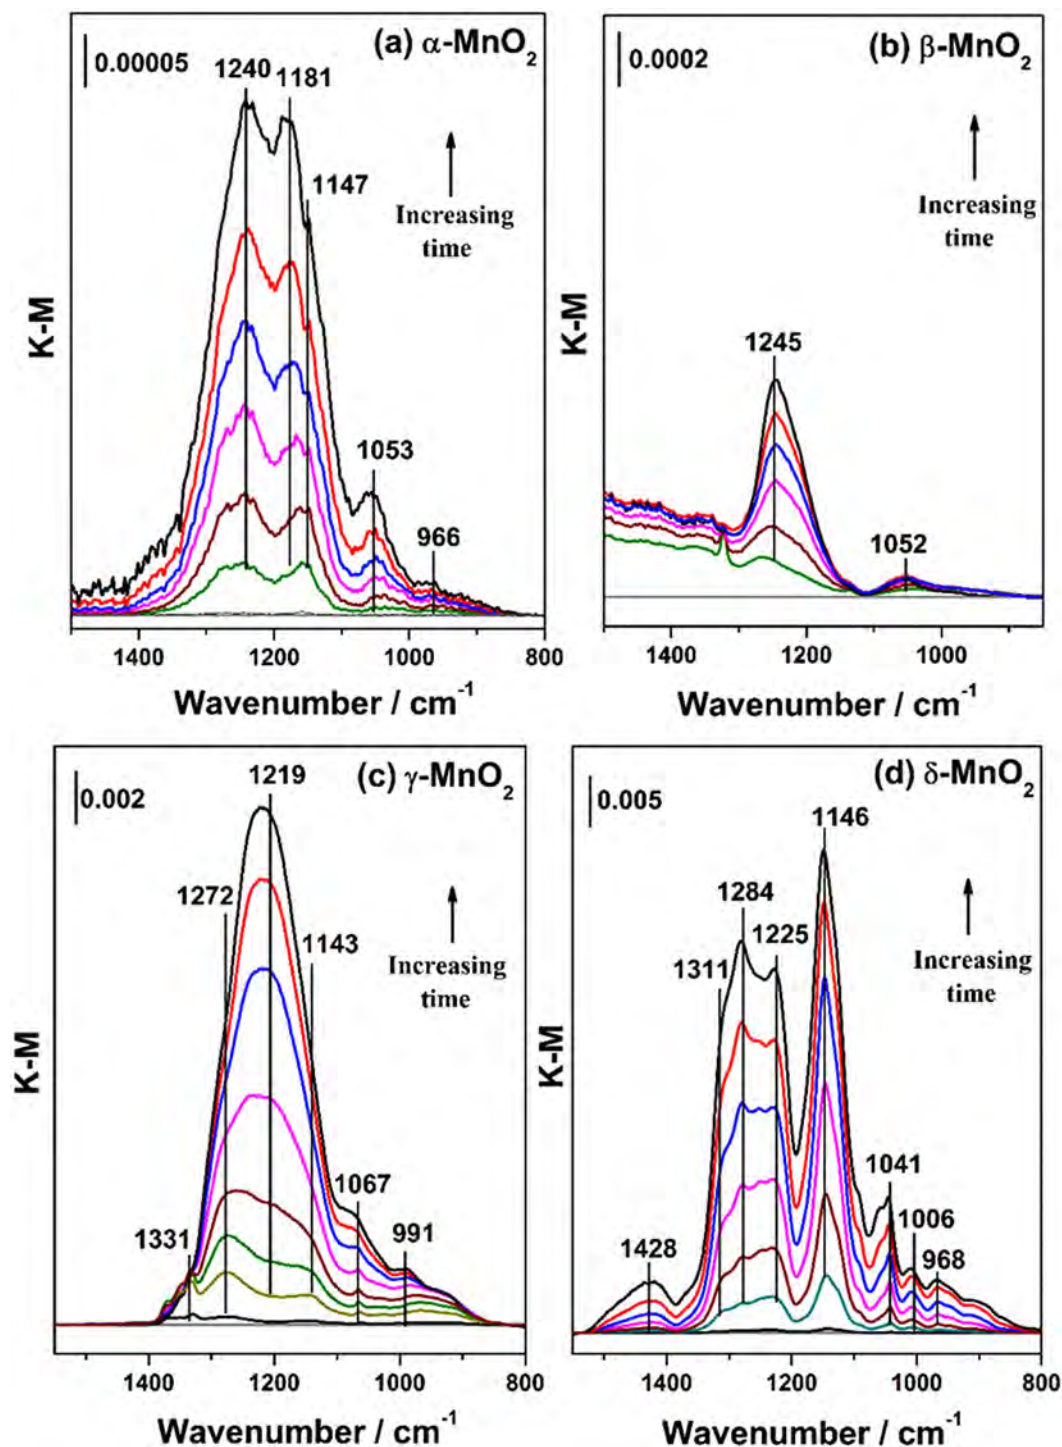 (a) α-MnO2
0.00005
1240
1181
1147
Increasing
time
1053
966
K-M
1400
1200
1000
800
Wavenumber / cm-1
(b) β-MnO2
0.0002
Increasing
time
1245
1052
K-M
1400
1200
1000
Wavenumber / cm-1
(c) γ-MnO2
0.002
1219
1272
1143
Increasing
time
1067
1331
991
K-M
1400
1200
1000
800
Wavenumber / cm-1
(d) δ-MnO2
0.005
1146
1284
1225
1311
Increasing
time
1041
1006
1428
968
K-M
1400
1200
1000
800
Wavenumber / cm-1